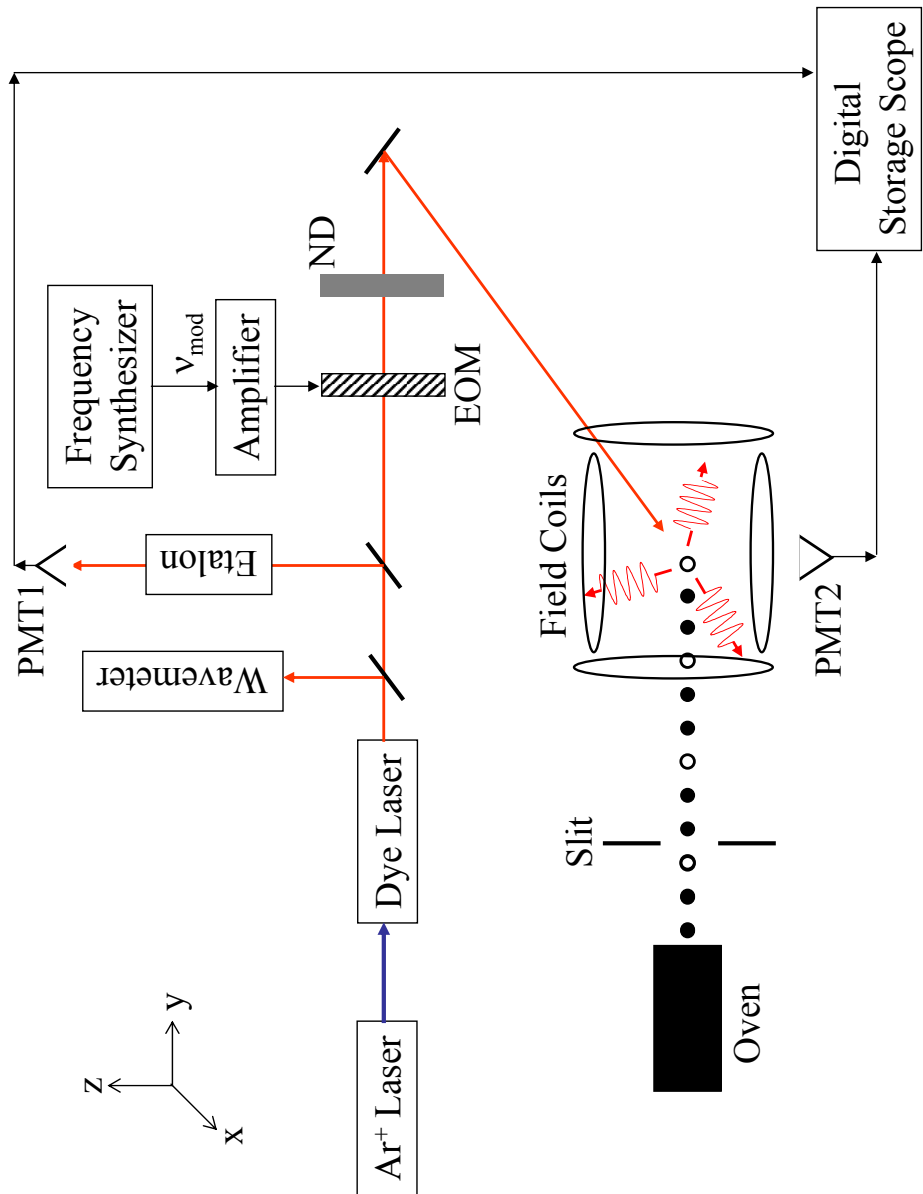 Frequency
Synthesizer
ν_mod
Amplifier
PMT1
Etalon
Wavemeter
EOM
ND
Ar⁺ Laser
Dye Laser
z
y
x
Oven
Slit
Field Coils
PMT2
Digital
Storage Scope